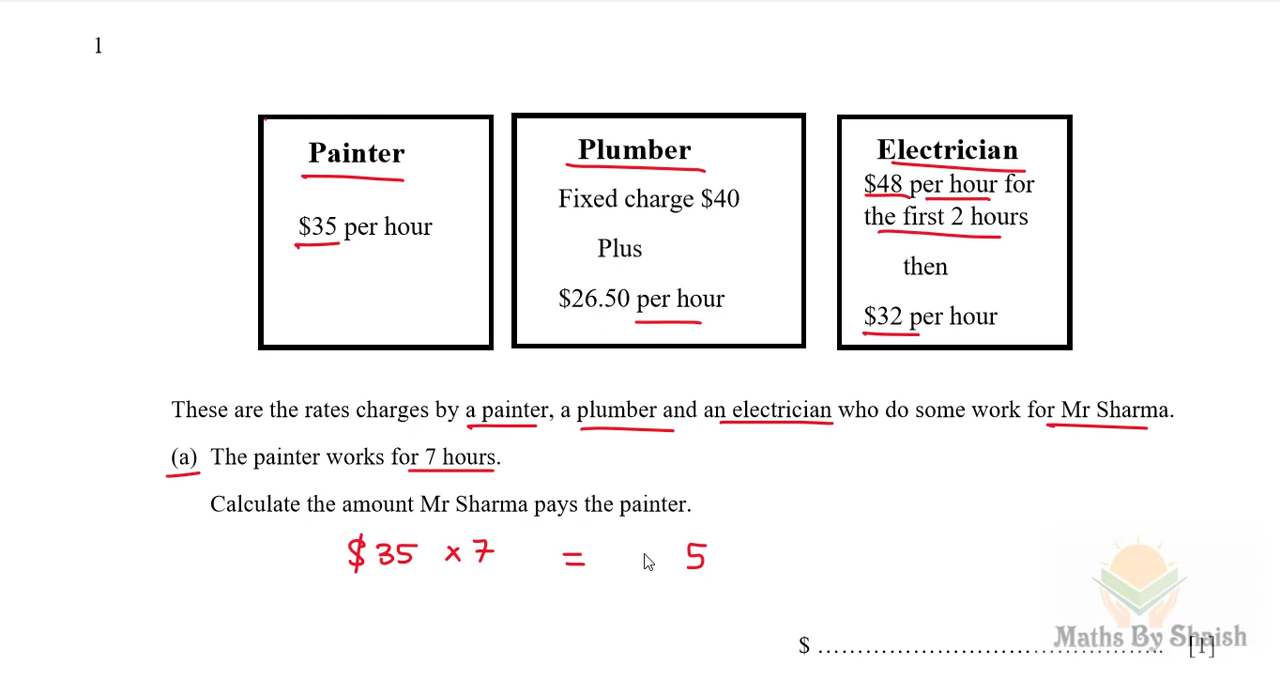 1
Painter
$35 per hour
Plumber
Fixed charge $40
Plus
$26.50 per hour
Electrician
$48 per hour for
the first 2 hours
then
$32 per hour
These are the rates charges by a painter, a plumber and an electrician who do some work for Mr Sharma.
(a) The painter works for 7 hours.
Calculate the amount Mr Sharma pays the painter.
$35 × 7 = 5
$ ............................................................ [1]
Maths By Shaish